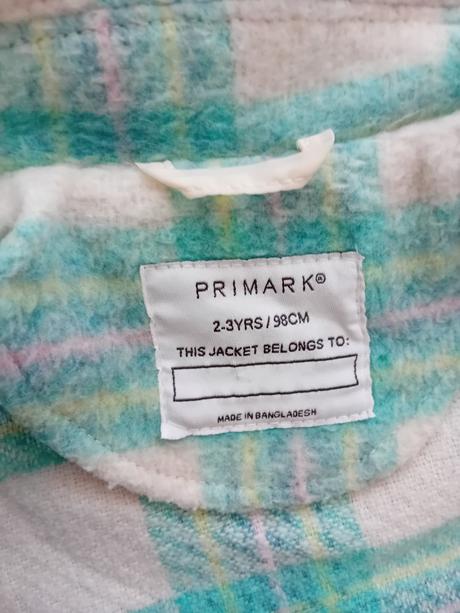 PRIMARK®
2-3YRS/98CM
THIS JACKET BELONGS TO:
MADE IN BANGLADESH